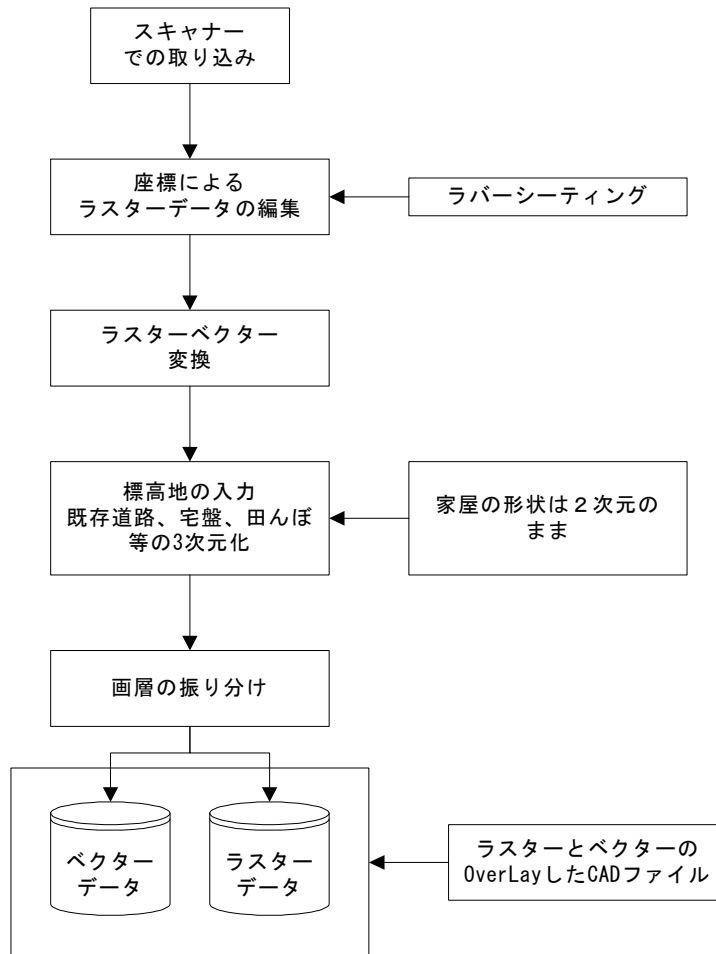 スキャナー
での取り込み
座標による
ラスターデータの編集
ラバーシーティング
ラスターベクター
変換
標高地の入力
既存道路、宅盤、田んぼ
等の3次元化
家屋の形状は２次元の
まま
画層の振り分け
ベクター
データ
ラスター
データ
ラスターとベクターの
OverLayしたCADファイル